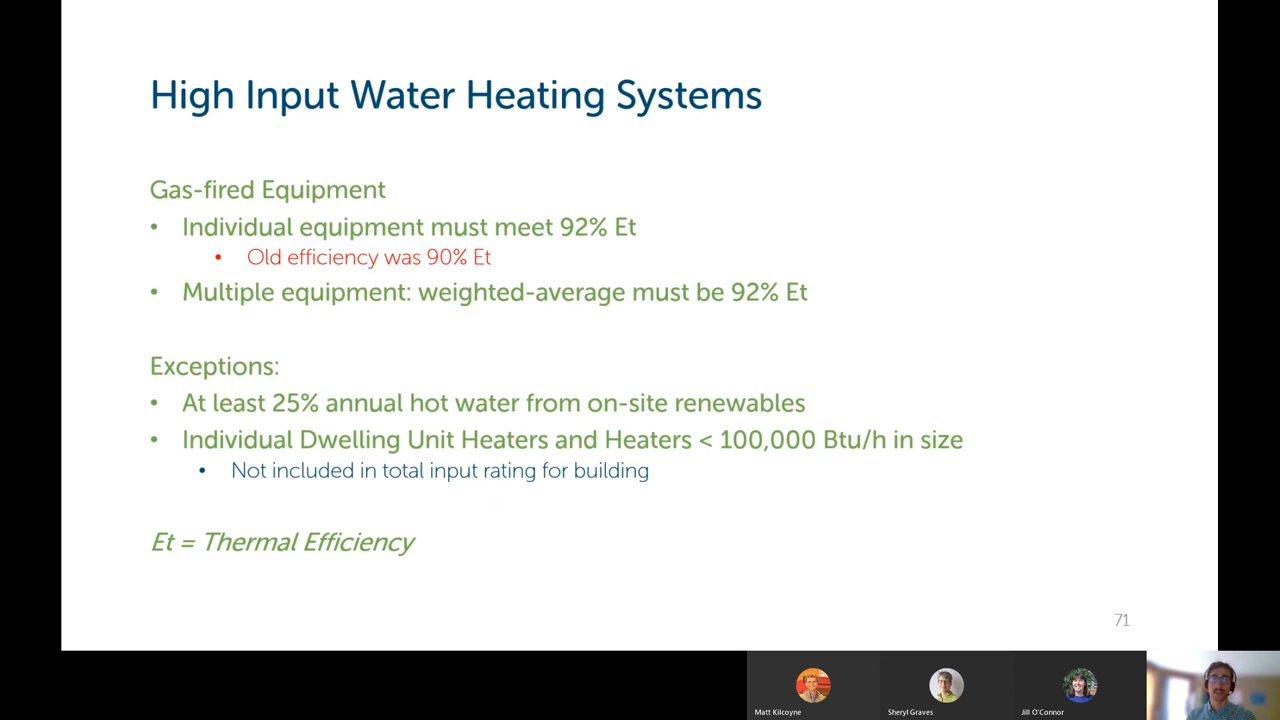 High Input Water Heating Systems
Gas-fired Equipment
• Individual equipment must meet 92% Et
• Old efficiency was 90% Et
• Multiple equipment: weighted-average must be 92% Et
Exceptions:
• At least 25% annual hot water from on-site renewables
• Individual Dwelling Unit Heaters and Heaters < 100,000 Btu/h in size
• Not included in total input rating for building
Et = Thermal Efficiency
71
Matt Kilcoyne
Sheryl Graves
Jill O'Connor